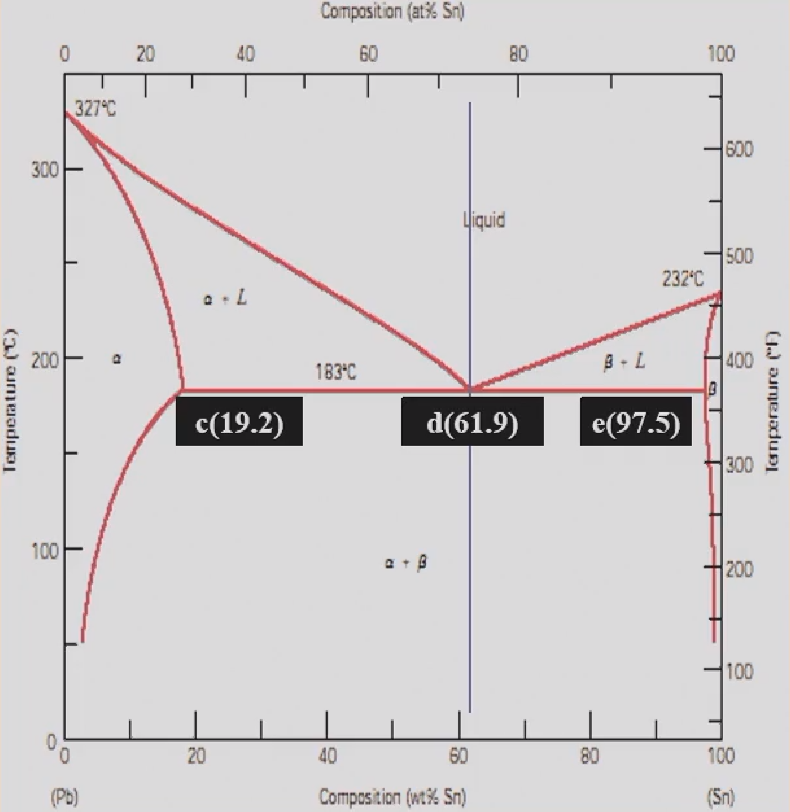 Composition (at% Sn)
0 20 40 60 80 100
327°C
600
300
Liquid
500
232°C
α + L
Temperature (°C)
Temperature (°F)
200
α
183°C
β + L
400
β
c(19.2) d(61.9) e(97.5)
300
100
α + β
200
100
0
0 20 40 60 80 100
(Pb) Composition (wt% Sn) (Sn)